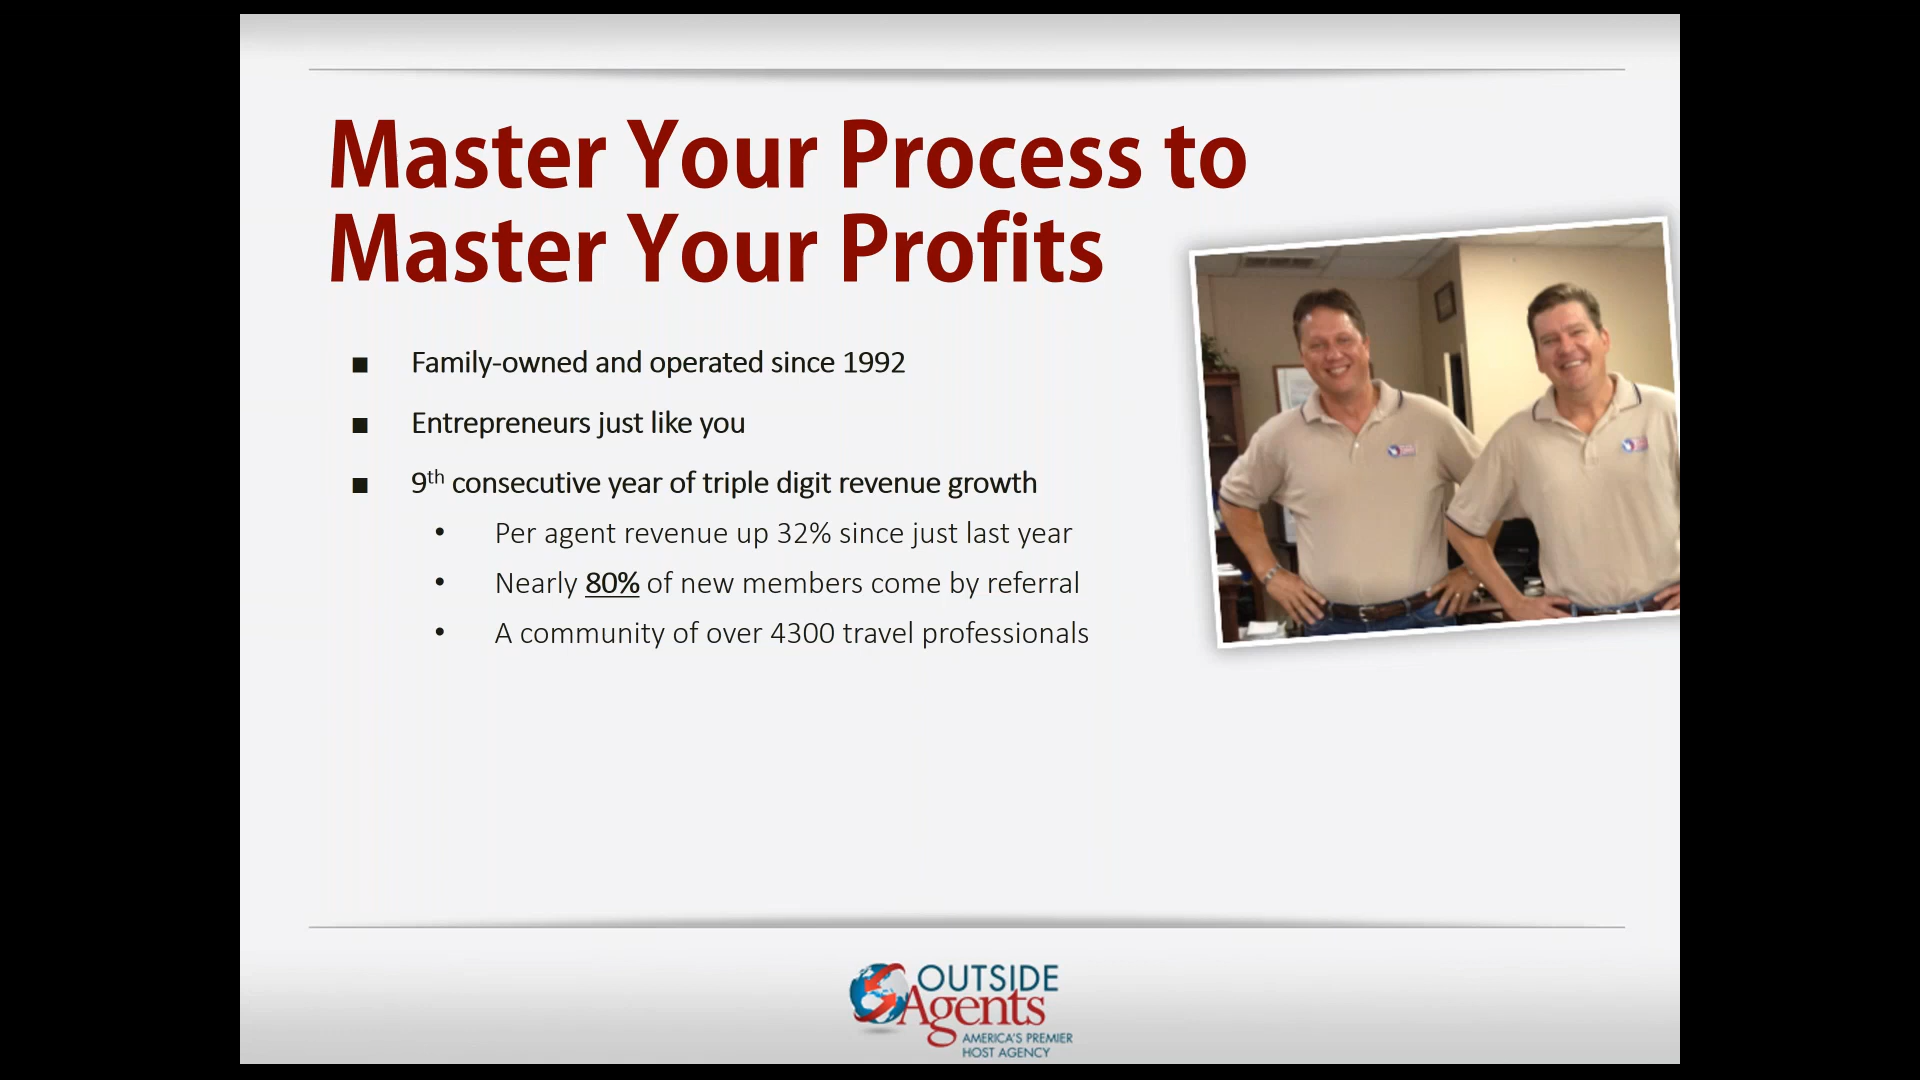 Master Your Process to
Master Your Profits
■ Family-owned and operated since 1992
■ Entrepreneurs just like you
■ 9th consecutive year of triple digit revenue growth
• Per agent revenue up 32% since just last year
• Nearly 80% of new members come by referral
• A community of over 4300 travel professionals
OUTSIDE
Agents
AMERICA'S PREMIER
HOST AGENCY